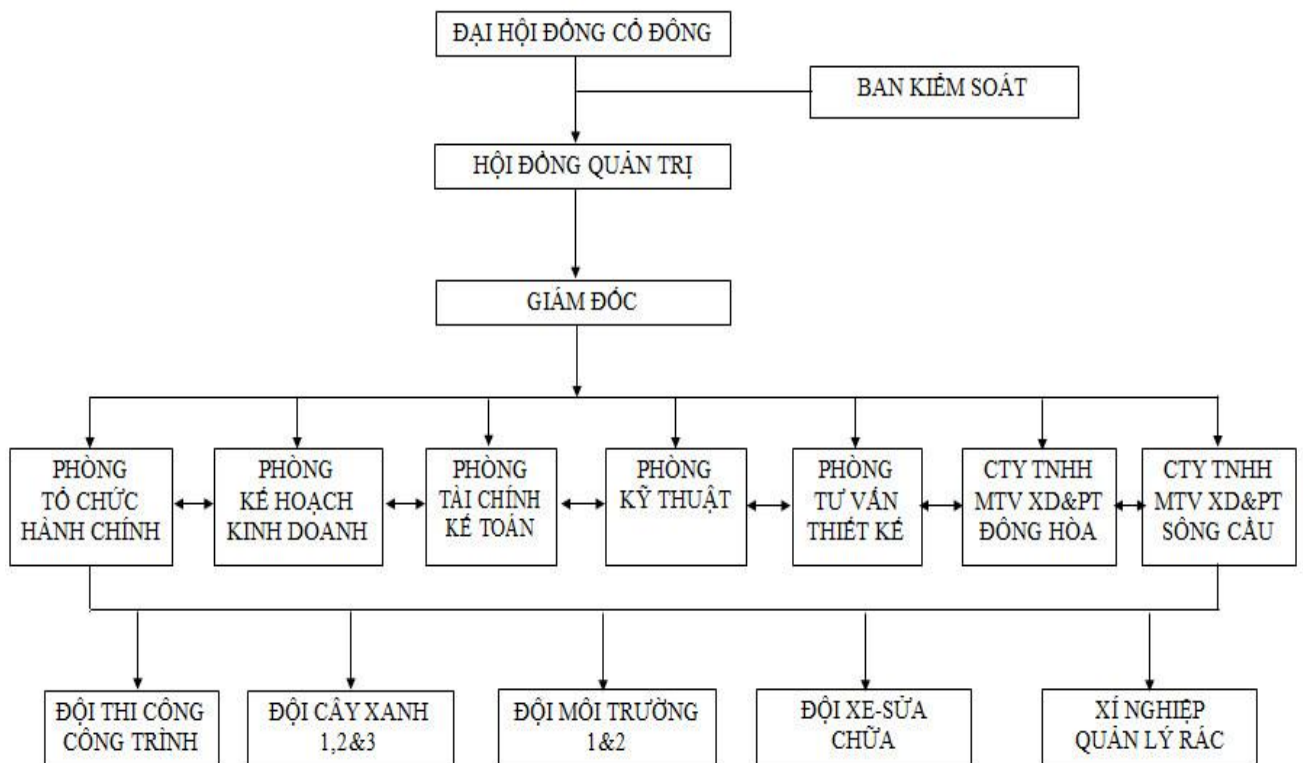 ĐẠI HỘI ĐỒNG CỔ ĐÔNG
BAN KIỂM SOÁT
HỘI ĐỒNG QUẢN TRỊ
GIÁM ĐỐC
PHÒNG
TỔ CHỨC
HÀNH CHÍNH
PHÒNG
KẾ HOẠCH
KINH DOANH
PHÒNG
TÀI CHÍNH
KẾ TOÁN
PHÒNG
KỸ THUẬT
PHÒNG
TƯ VẤN
THIẾT KẾ
CTY TNHH
MTV XD&PT
ĐÔNG HÒA
CTY TNHH
MTV XD&PT
SÔNG CẦU
ĐỘI THI CÔNG
CÔNG TRÌNH
ĐỘI CÂY XANH
1,2&3
ĐỘI MÔI TRƯỜNG
1&2
ĐỘI XE-SỬA
CHỮA
XÍ NGHIỆP
QUẢN LÝ RÁC